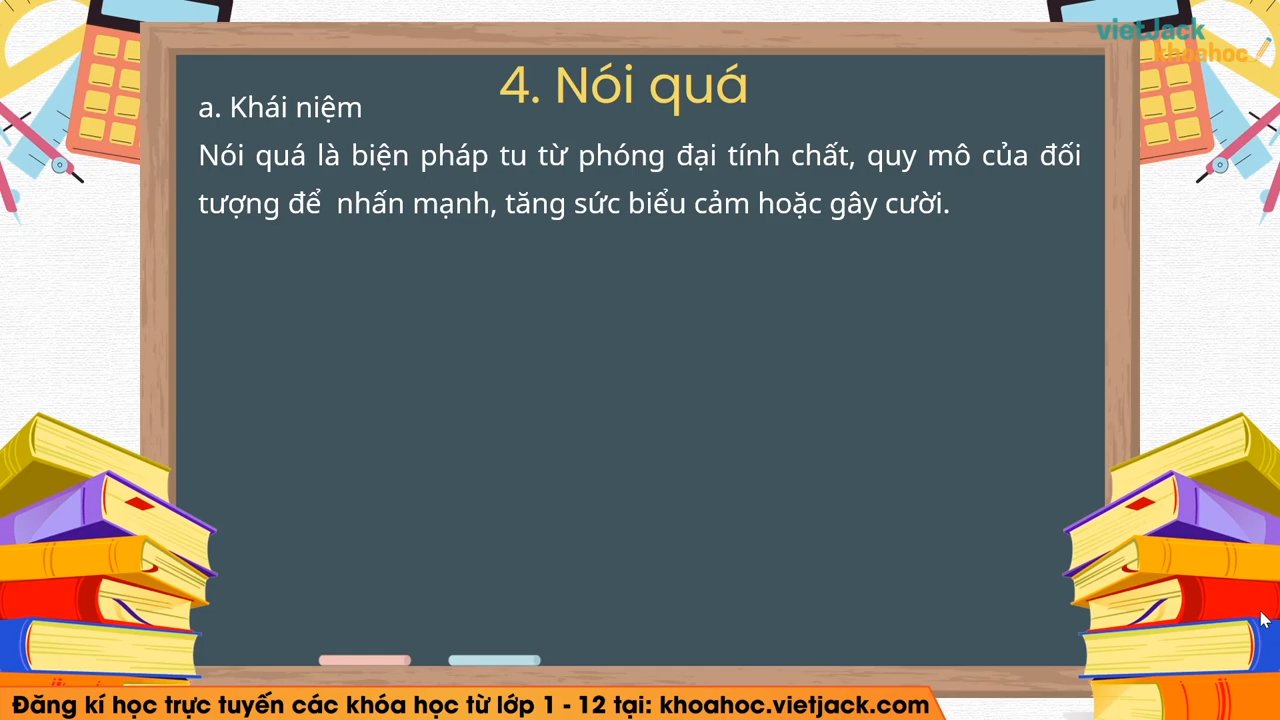 vietJack
khoahoc
4. Nói quá
a. Khái niệm
Nói quá là biện pháp tu từ phóng đại tính chất, quy mô của đối
tượng để nhấn mạnh, tăng sức biểu cảm hoặc gây cười.
Đăng kí học trực tuyến các khóa học từ lớp 1 - 12 tại: khoahoc.vietjack.com